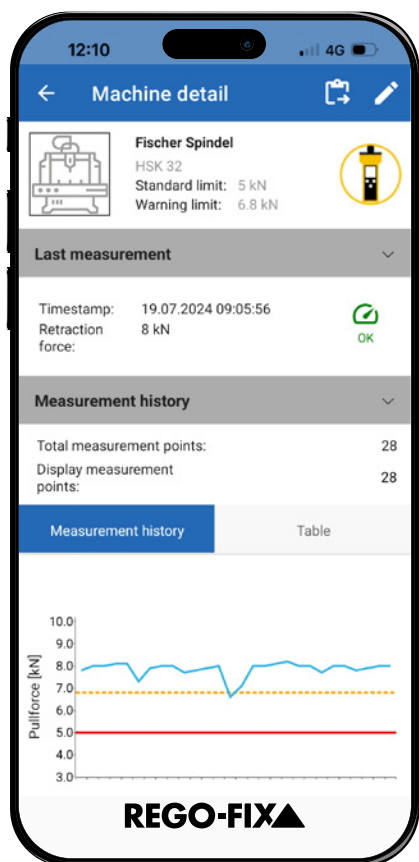 12:10
4G
Machine detail
Fischer Spindel
HSK 32
Standard limit: 5 kN
Warning limit: 6.8 kN
Last measurement
Timestamp: 19.07.2024 09:05:56
Retraction force: 8 kN
OK
Measurement history
Total measurement points: 28
Display measurement points: 28
Measurement history
Table
Pullforce [kN]
10.0
9.0
8.0
7.0
6.0
5.0
4.0
3.0
REGO-FIX